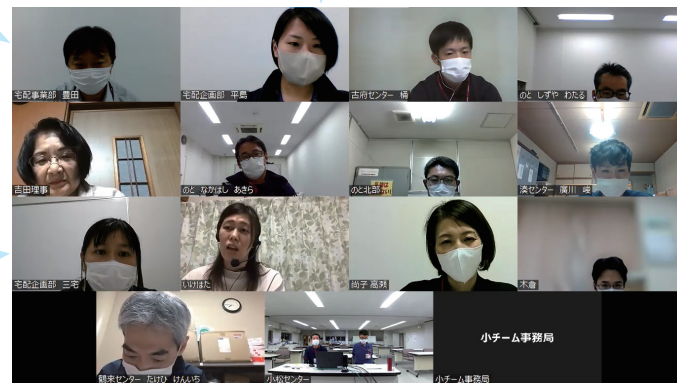 宅配事業部 豊田
宅配企画部 平島
古府センター 桶
のと しずや わたる
吉田理事
のと なかはし あきら
のと北部
湊センター 廣川 峻
宅配企画部 三宅
いけはた
尚子 高瀬
木倉
鶴来センター たけひ けんいち
小松センター
小チーム事務局
小チーム事務局